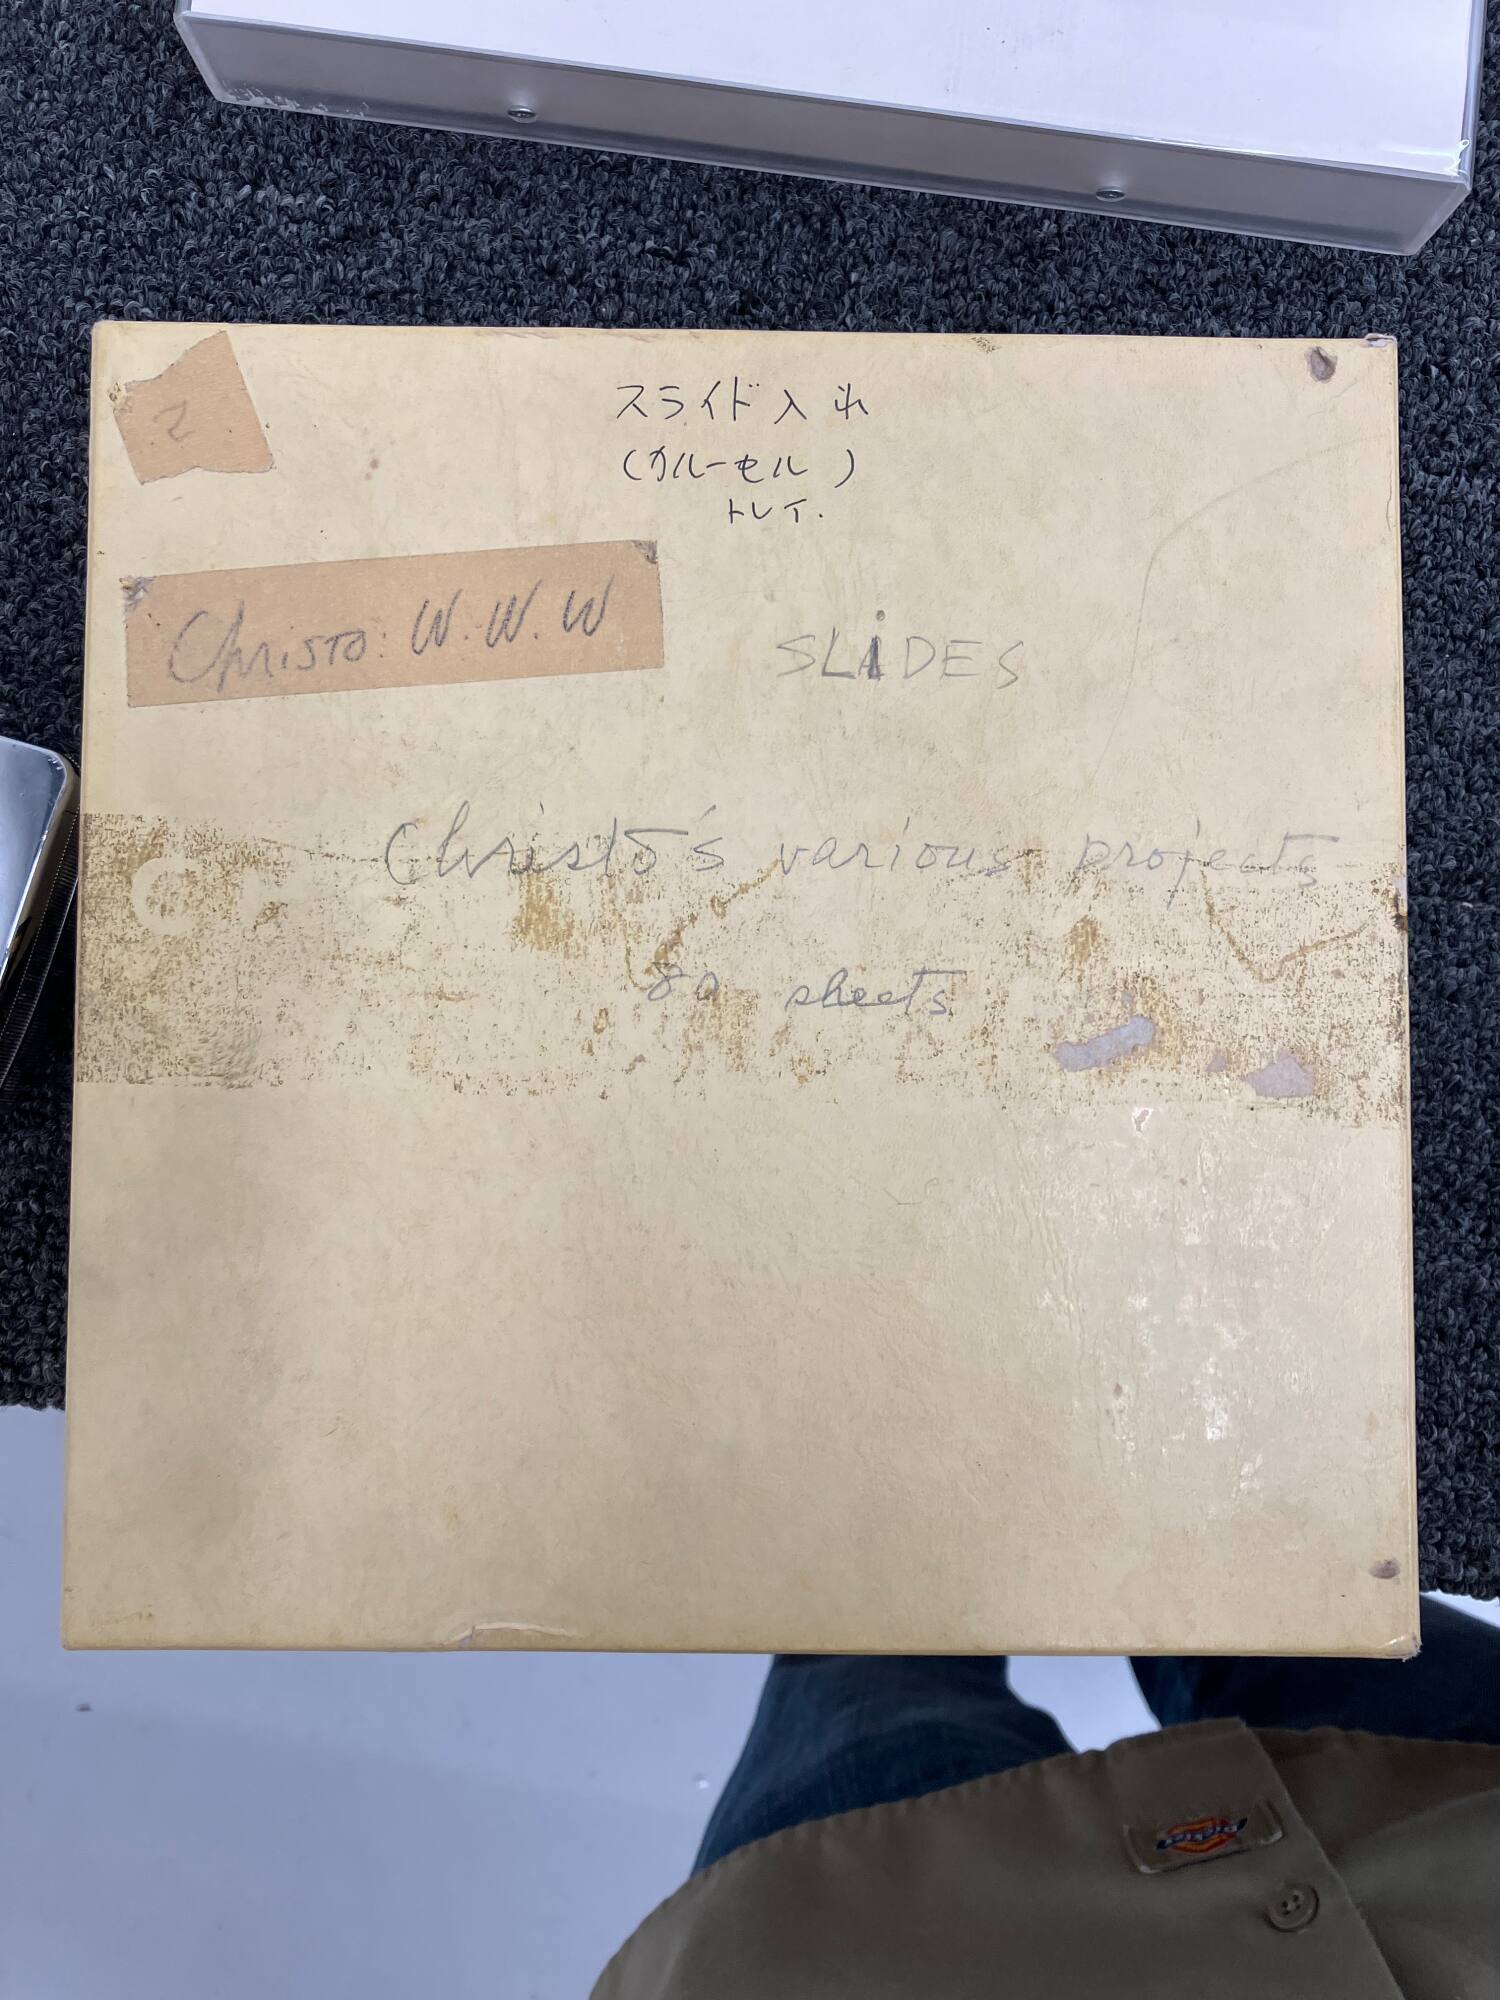 2
スライド入れ
(カルーセル)
トレイ.
Christo: W.W.W
SLIDES
Christo's various projects
80 sheets
Dickies